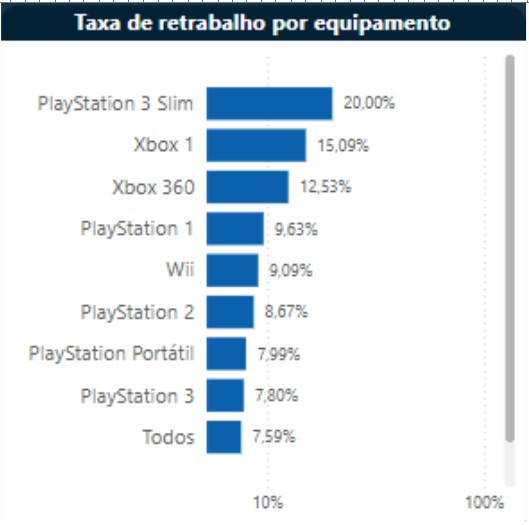 Taxa de retrabalho por equipamento
PlayStation 3 Slim 20,00%
Xbox 1 15,09%
Xbox 360 12,53%
PlayStation 1 9,63%
Wii 9,09%
PlayStation 2 8,67%
PlayStation Portátil 7,99%
PlayStation 3 7,80%
Todos 7,59%
10% 100%